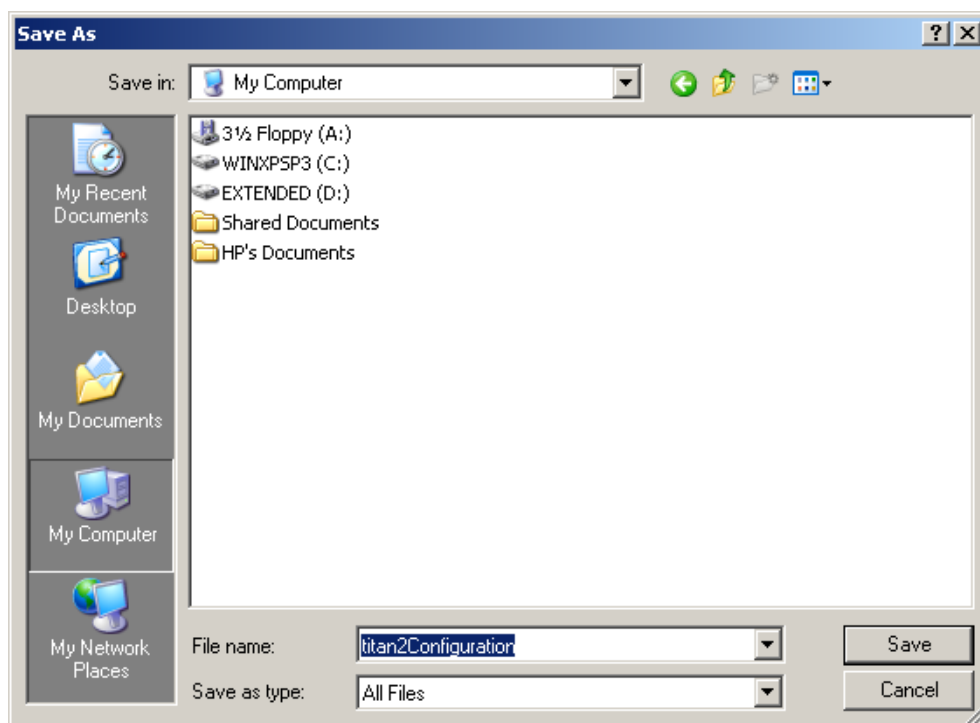 Save As
Save in:
My Computer
My Recent
Documents
Desktop
My Documents
My Computer
My Network
Places
3½ Floppy (A:)
WINXPSP3 (C:)
EXTENDED (D:)
Shared Documents
HP's Documents
File name:
titan2Configuration
Save
Save as type:
All Files
Cancel